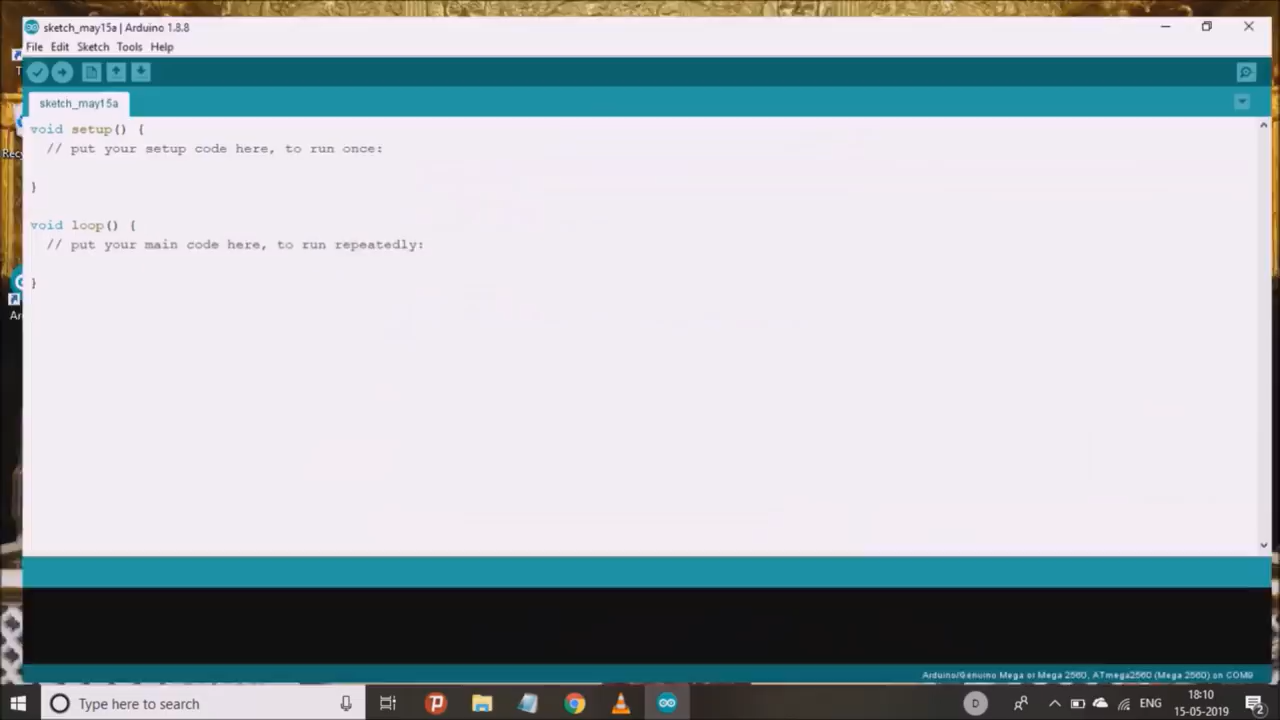 sketch_may15a | Arduino 1.8.8
File Edit Sketch Tools Help
sketch_may15a
void setup() {
// put your setup code here, to run once:
}
void loop() {
// put your main code here, to run repeatedly:
}
Arduino/Genuino Mega or Mega 2560, ATmega2560 (Mega 2560) on COM9
Type here to search
D
ENG
18:10
15-05-2019
2